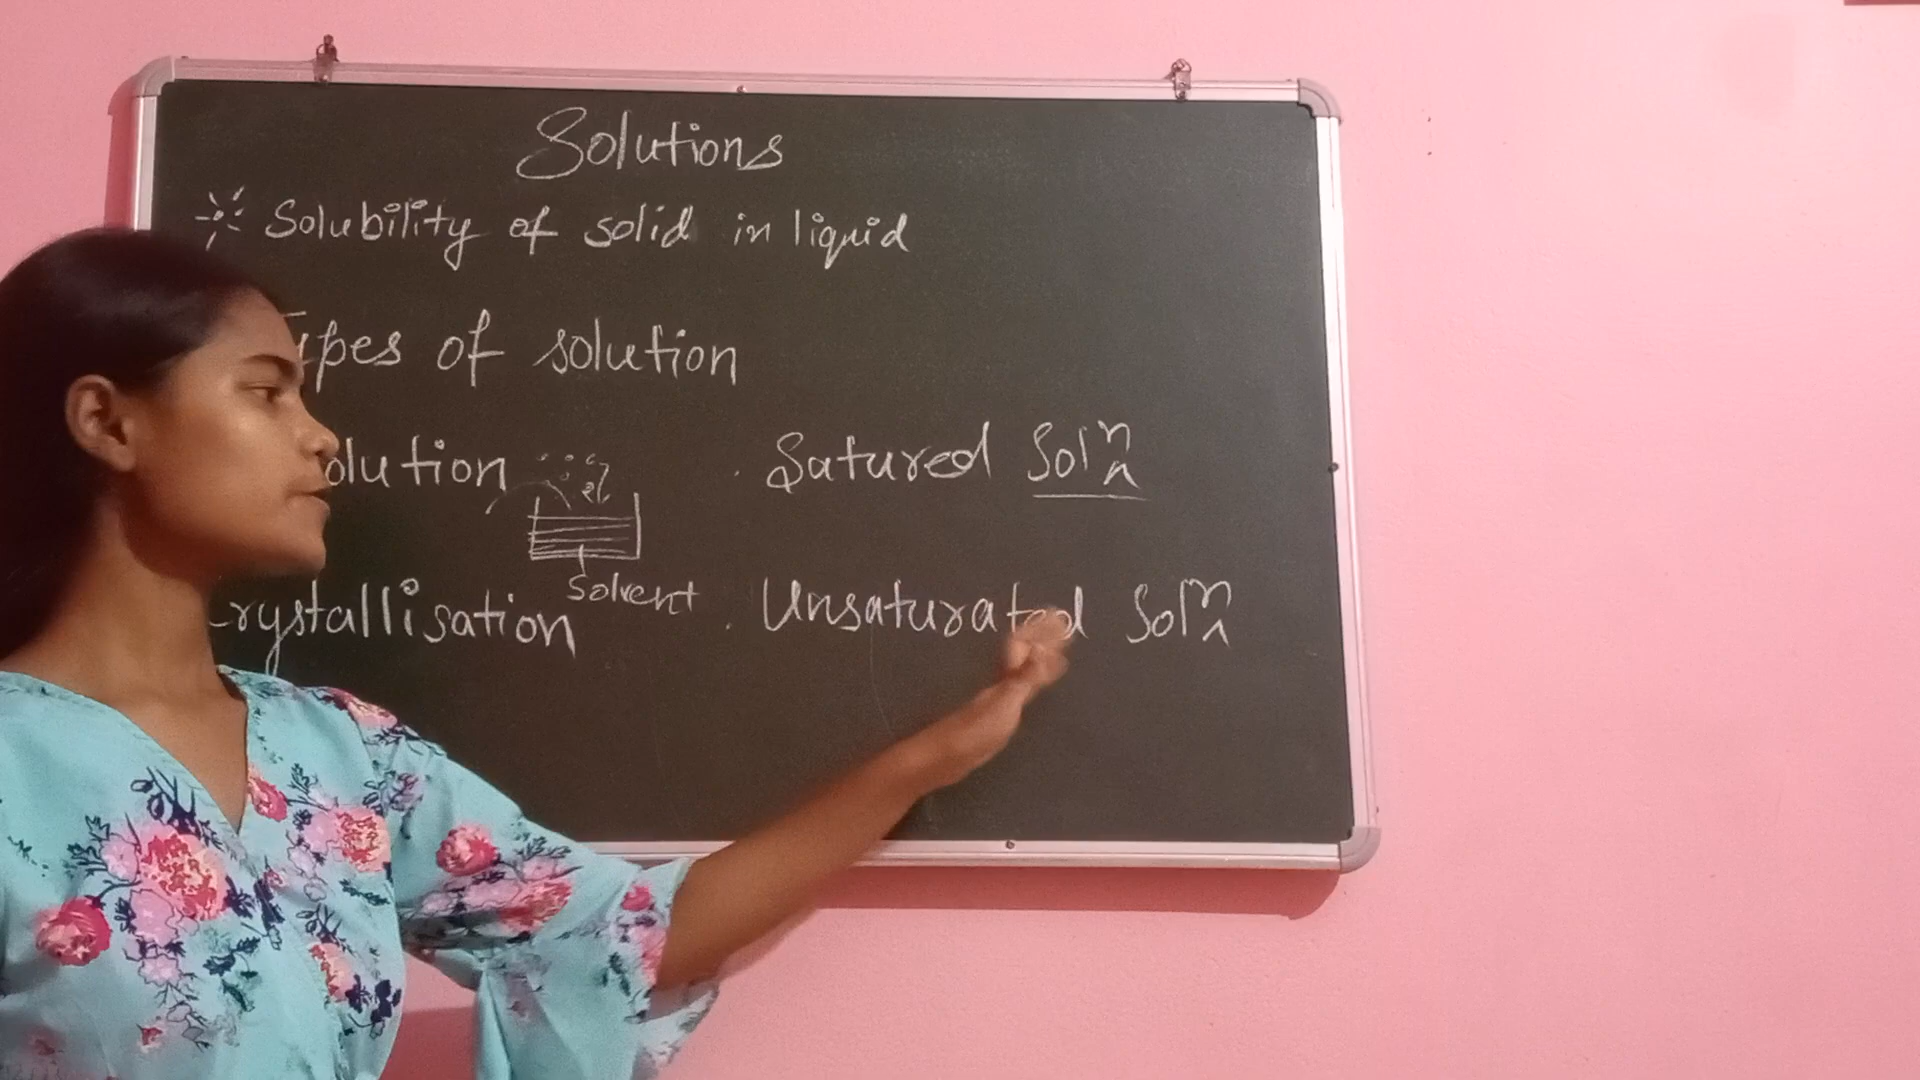 Solutions
Solubility of solid in liquid
ypes of solution
olution
Satured Solⁿ
Solvent
rystallisation
Unsaturated Solⁿ